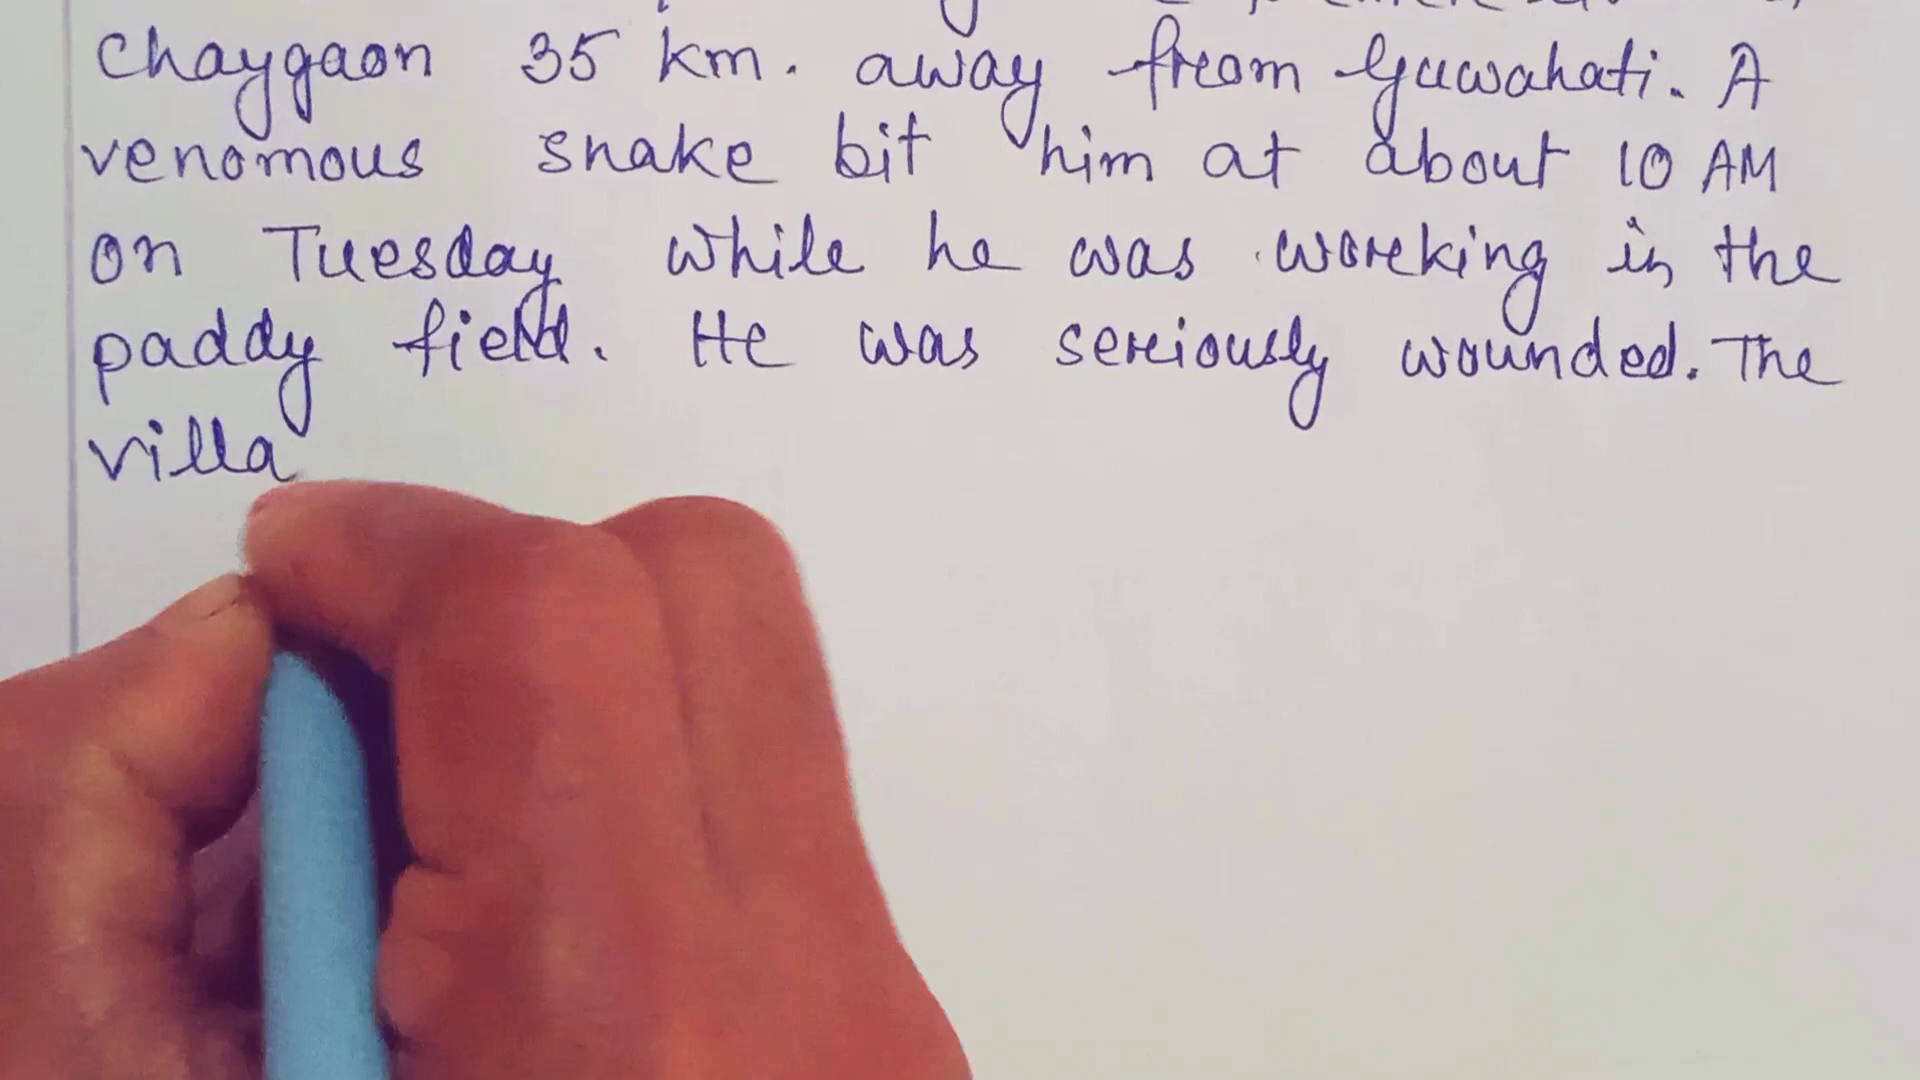 Chaygaon 35 km. away from Guwahati. A
venomous snake bit him at about 10 AM
on Tuesday while he was working in the
paddy field. He was seriously wounded. The
villa